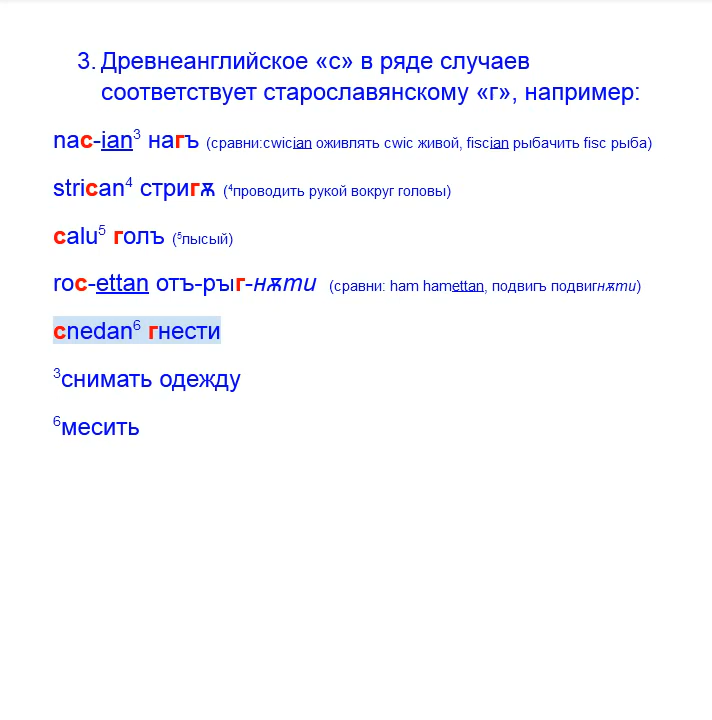 3. Древнеанглийское «c» в ряде случаев
соответствует старославянскому «г», например:
nac-ian³ нагъ (сравни:cwician оживлять cwic живой, fiscian рыбачить fisc рыба)
strican⁴ стригѫ (⁴проводить рукой вокруг головы)
calu⁵ голъ (⁵лысый)
roc-ettan отъ-рыг-нѫти (сравни: ham hamettan, подвигъ подвигнѫти)
cnedan⁶ гнести
³снимать одежду
⁶месить